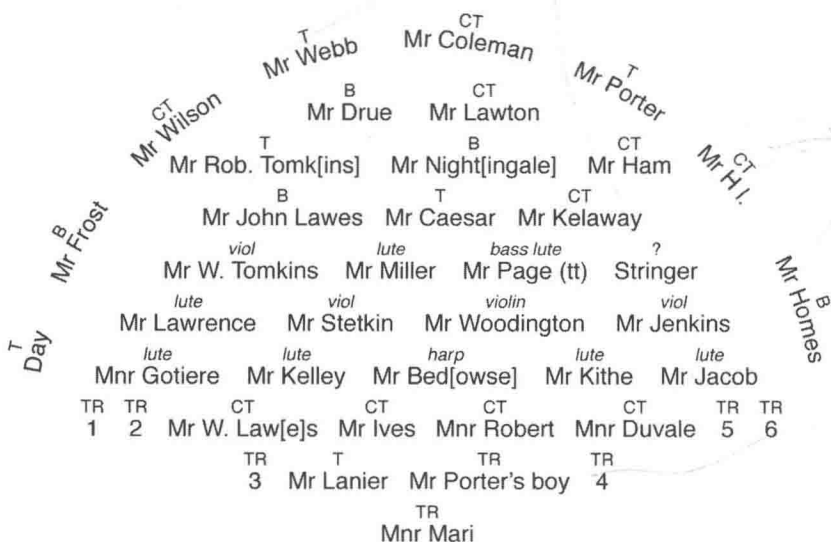 T
Mr Webb
CT
Mr Coleman
T
Mr Porter
CT
Mr Wilson
B CT
Mr Drue Mr Lawton
CT
Mr H I.
T B CT
Mr Rob. Tomk[ins] Mr Night[ingale] Mr Ham
B
Mr Frost
B T CT
Mr John Lawes Mr Caesar Mr Kelaway
B
Mr Homes
viol lute bass lute ?
Mr W. Tomkins Mr Miller Mr Page (tt) Stringer
T
Day
lute viol violin viol
Mr Lawrence Mr Stetkin Mr Woodington Mr Jenkins
lute lute harp lute lute
Mnr Gotiere Mr Kelley Mr Bed[owse] Mr Kithe Mr Jacob
TR TR CT CT CT CT TR TR
1 2 Mr W. Law[e]s Mr Ives Mnr Robert Mnr Duvale 5 6
TR T TR TR
3 Mr Lanier Mr Porter's boy 4
TR
Mnr Mari